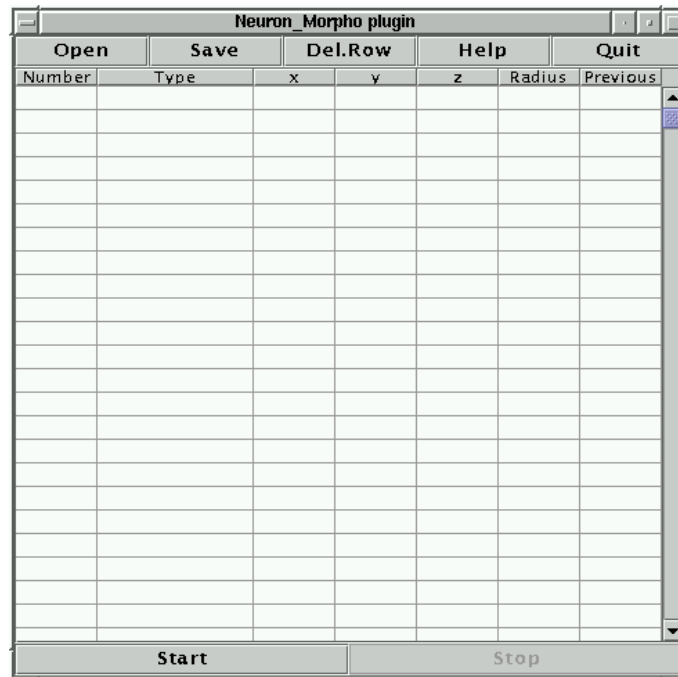 Neuron_Morpho plugin
Open Save Del.Row Help Quit
Number Type x y z Radius Previous
Start Stop